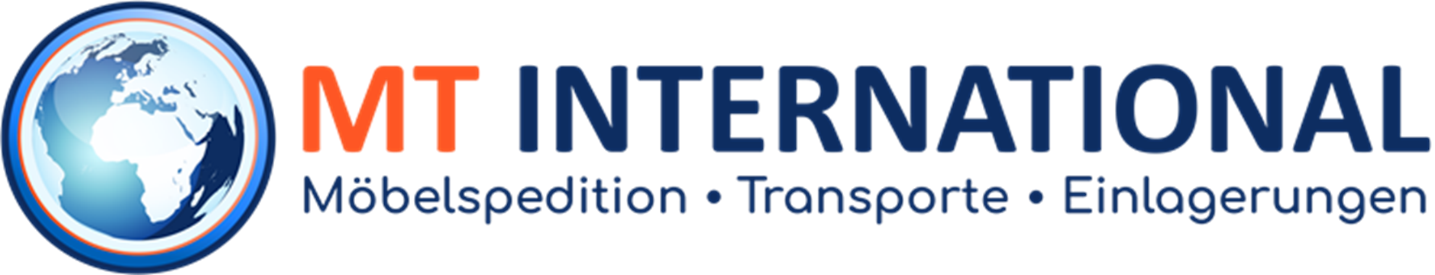 MT INTERNATIONAL
Möbelspedition • Transporte • Einlagerungen